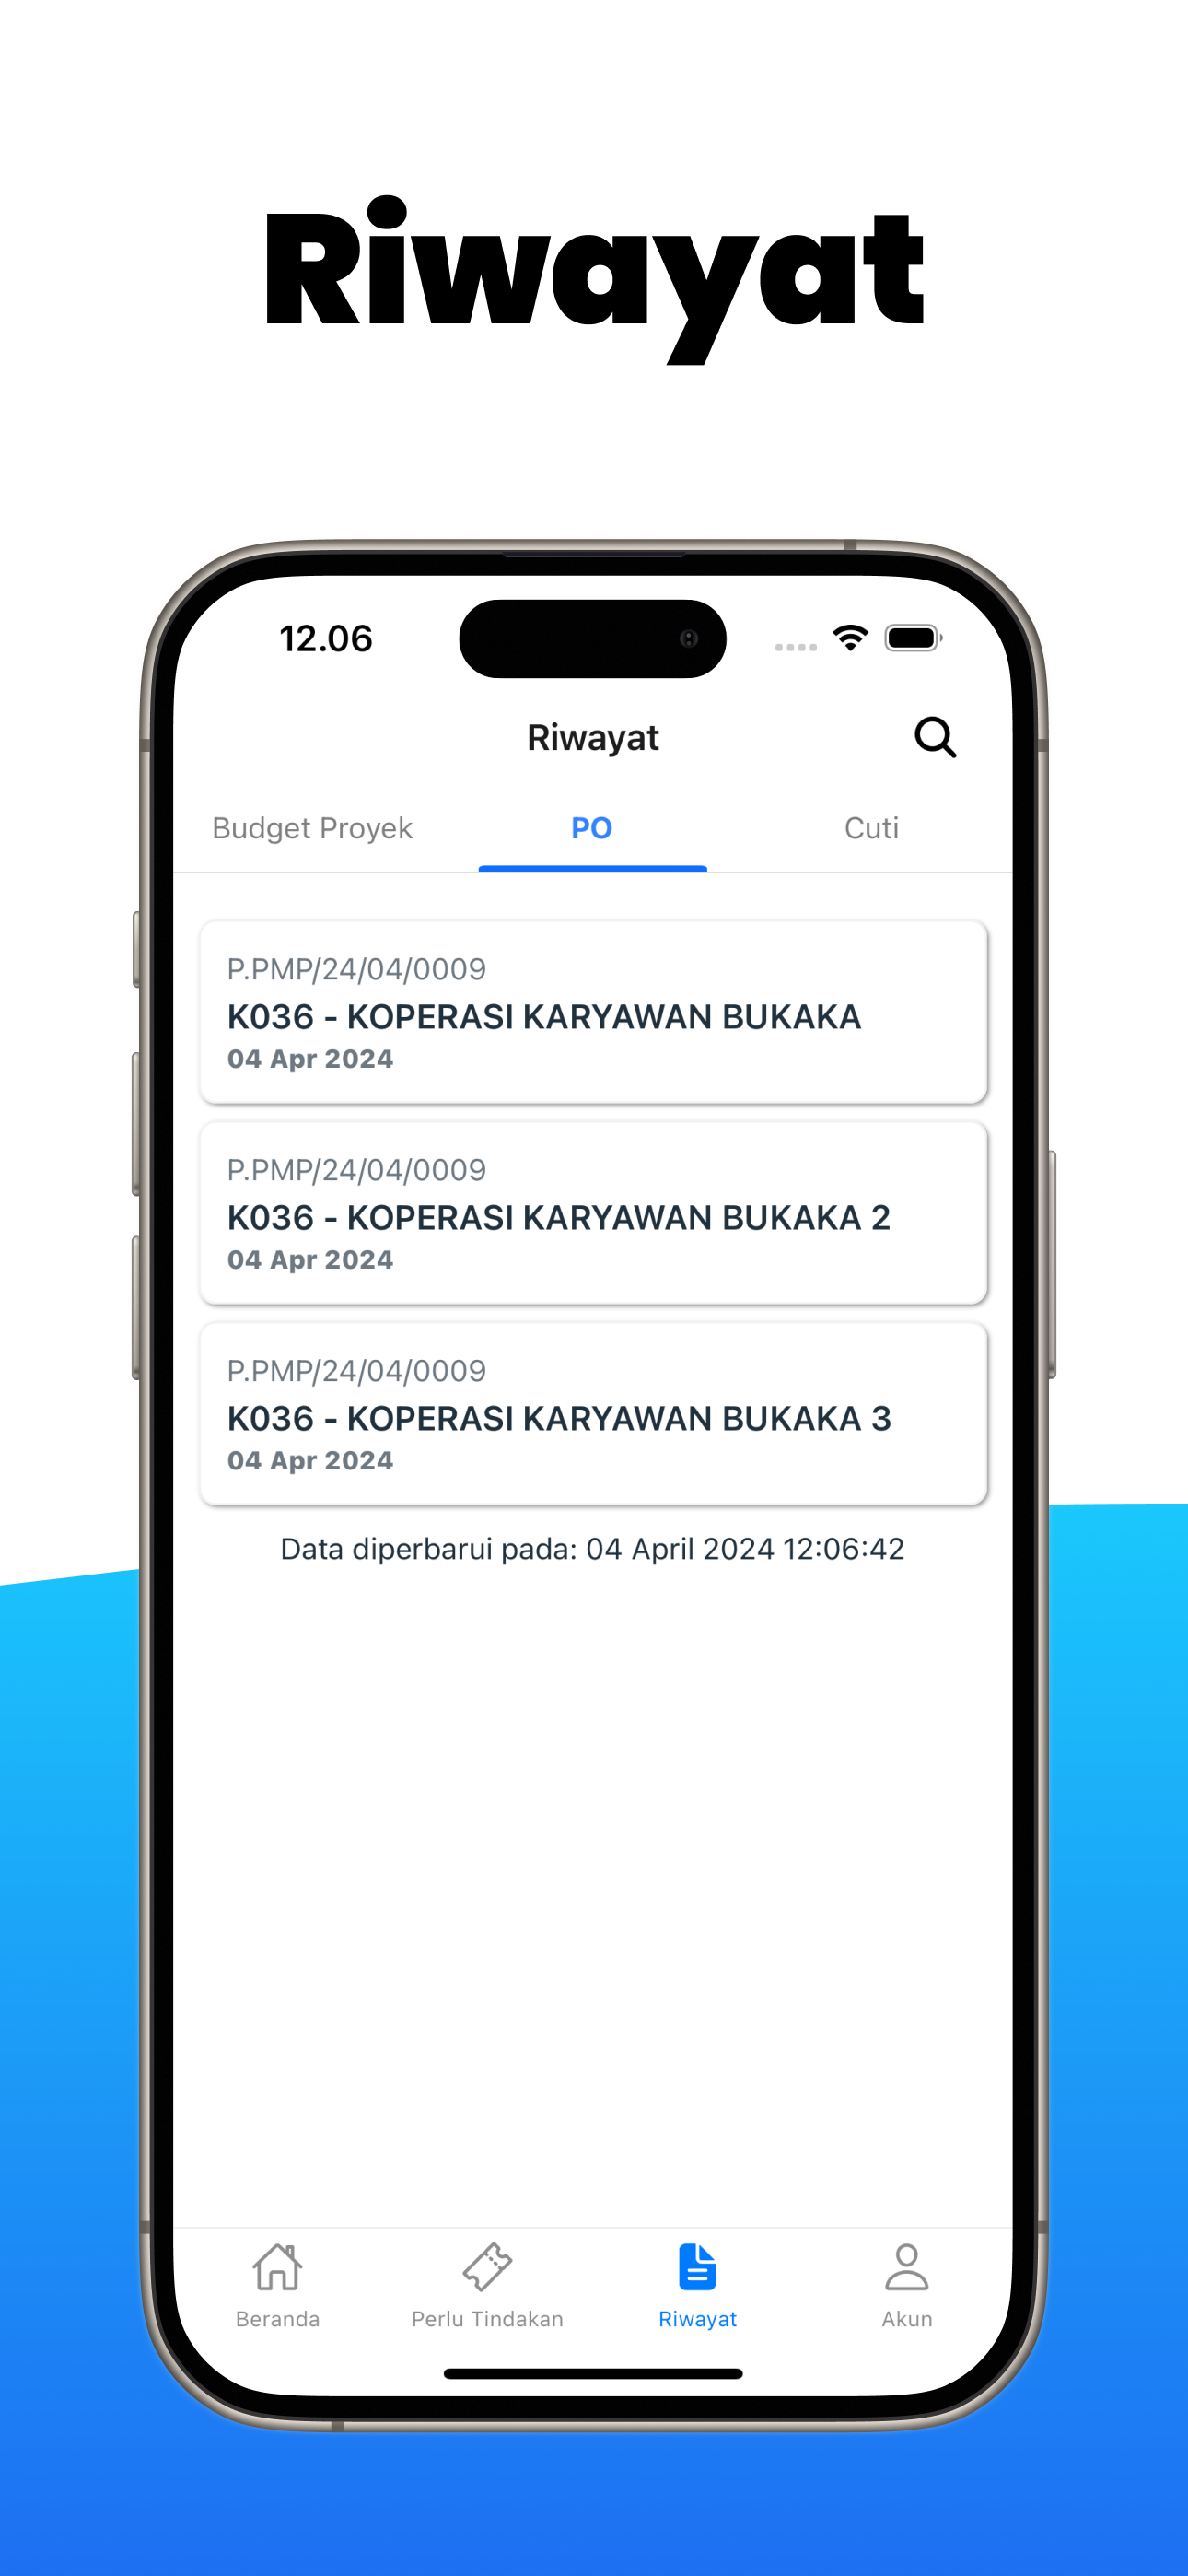 Riwayat
12.06
Riwayat
Budget Proyek PO Cuti
P.PMP/24/04/0009
K036 - KOPERASI KARYAWAN BUKAKA
04 Apr 2024
P.PMP/24/04/0009
K036 - KOPERASI KARYAWAN BUKAKA 2
04 Apr 2024
P.PMP/24/04/0009
K036 - KOPERASI KARYAWAN BUKAKA 3
04 Apr 2024
Data diperbarui pada: 04 April 2024 12:06:42
Beranda Perlu Tindakan Riwayat Akun